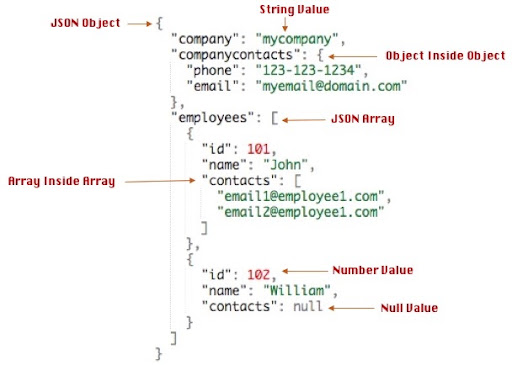 String Value
JSON Object {
"company": "mycompany",
"companycontacts": { Object Inside Object
"phone": "123-123-1234",
"email": "myemail@domain.com"
},
"employees": [ JSON Array
{
"id": 101,
"name": "John",
Array Inside Array "contacts": [
"email1@employee1.com",
"email2@employee1.com"
]
},
{
"id": 102, Number Value
"name": "William",
"contacts": null Null Value
}
]
}